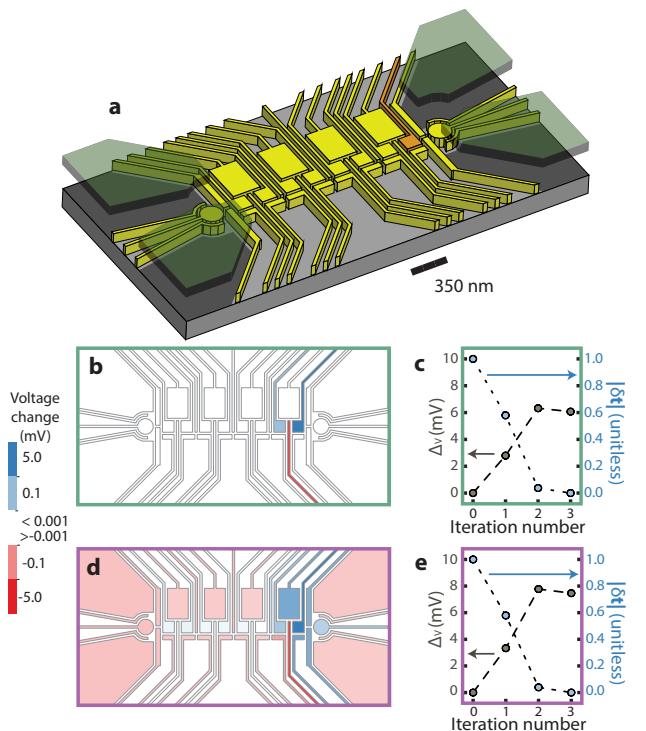 a
350 nm
b
c
Voltage
change
(mV)
5.0
0.1
< 0.001
>-0.001
-0.1
-5.0
10
8
6
4
2
0
Δv(mV)
1.0
0.8
0.6
0.4
0.2
0.0
|δt| (unitless)
0 1 2 3
Iteration number
d
e
10
8
6
4
2
0
Δv(mV)
1.0
0.8
0.6
0.4
0.2
0.0
|δt| (unitless)
0 1 2 3
Iteration number